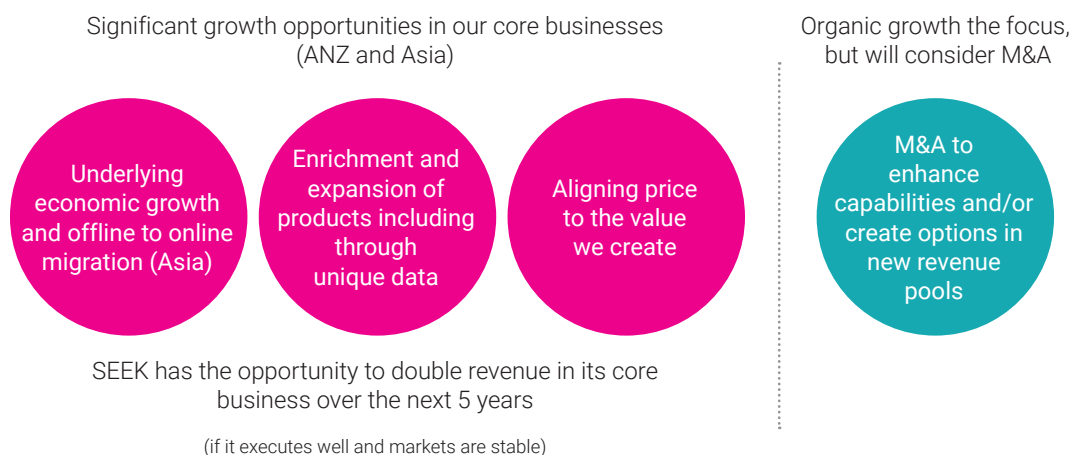 Significant growth opportunities in our core businesses
(ANZ and Asia)
Underlying
economic growth
and offline to online
migration (Asia)
Enrichment and
expansion of
products including
through
unique data
Aligning price
to the value
we create
SEEK has the opportunity to double revenue in its core
business over the next 5 years
(if it executes well and markets are stable)
Organic growth the focus,
but will consider M&A
M&A to
enhance
capabilities and/or
create options in
new revenue
pools